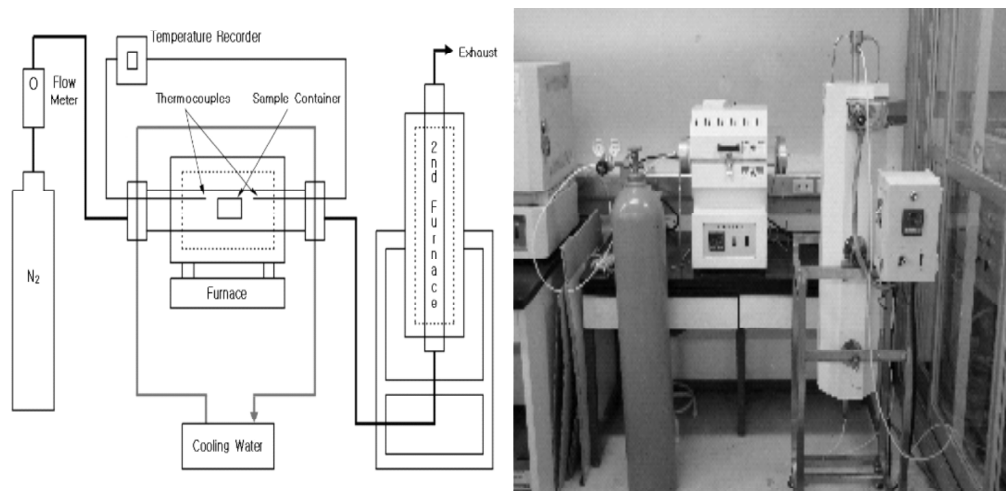 Temperature Recorder
Exhaust
O
Flow
Meter
Thermocouples
Sample Container
2nd Furnace
N₂
Furnace
Cooling Water